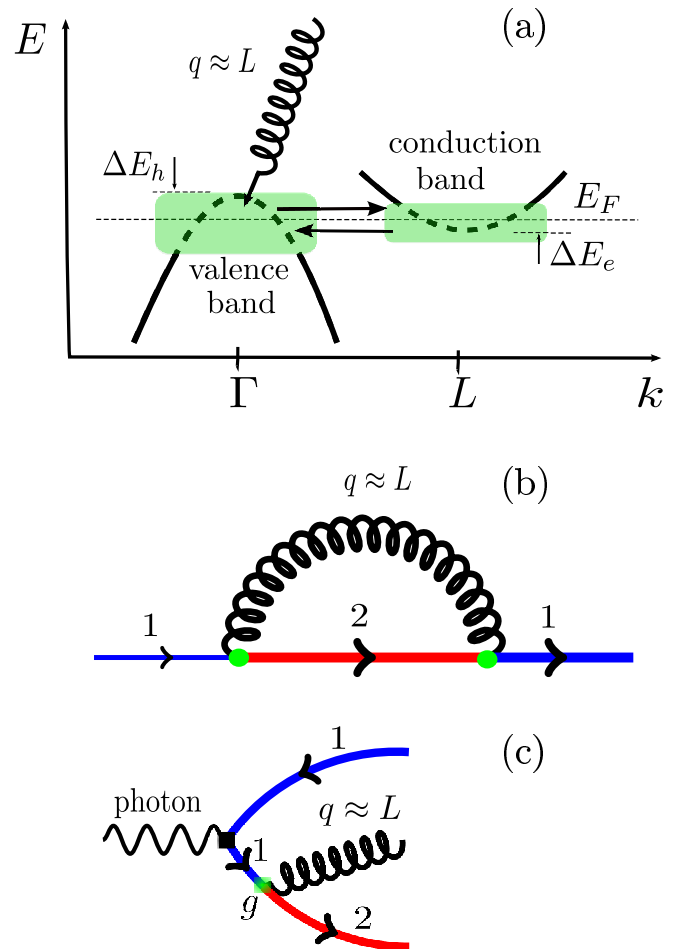 (a)
E
q ≈ L
ΔE_h
conduction
band
E_F
ΔE_e
valence
band
Γ
L
k
q ≈ L
(b)
1
2
1
(c)
1
photon
q ≈ L
1
g
2